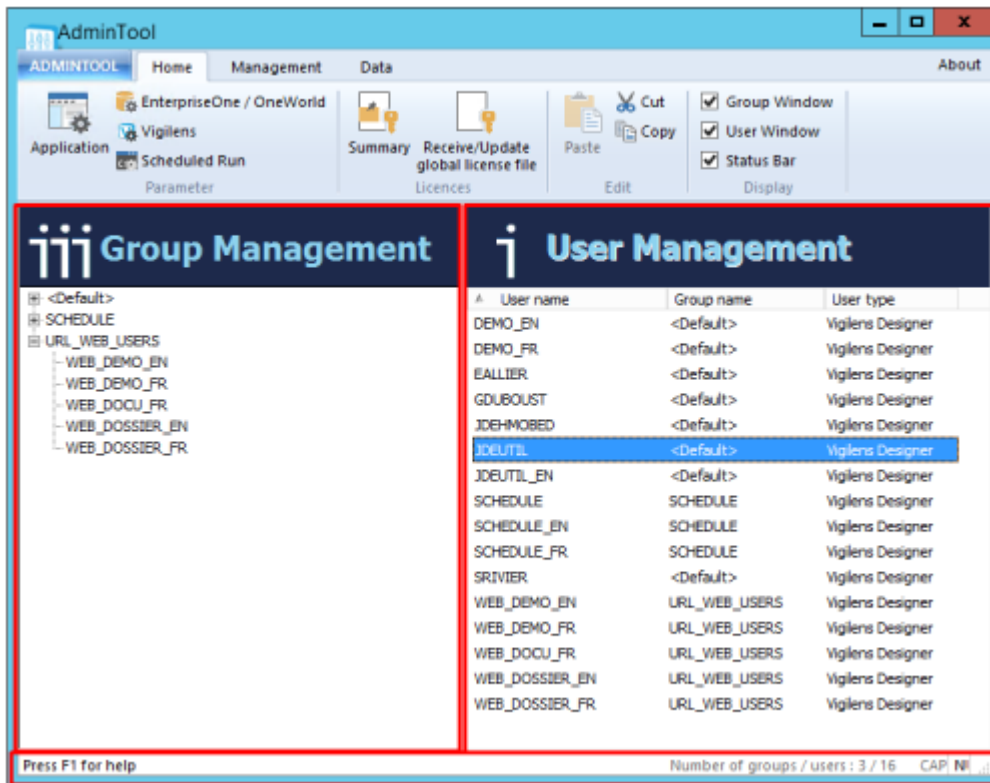 AdminTool
ADMINTOOL Home Management Data About
EnterpriseOne / OneWorld
Vigilens
Scheduled Run
Application
Parameter
Summary
Receive/Update
global license file
Licences
Paste
Cut
Copy
Edit
Group Window
User Window
Status Bar
Display
Group Management
<Default>
SCHEDULE
URL_WEB_USERS
WEB_DEMO_EN
WEB_DEMO_FR
WEB_DOCU_FR
WEB_DOSSIER_EN
WEB_DOSSIER_FR
User Management
User name Group name User type
DEMO_EN <Default> Vigilens Designer
DEMO_FR <Default> Vigilens Designer
EALLIER <Default> Vigilens Designer
GDUBOUST <Default> Vigilens Designer
JDEHMOBED <Default> Vigilens Designer
JDEUTIL <Default> Vigilens Designer
JDEUTIL_EN <Default> Vigilens Designer
SCHEDULE SCHEDULE Vigilens Designer
SCHEDULE_EN SCHEDULE Vigilens Designer
SCHEDULE_FR SCHEDULE Vigilens Designer
SRIVIER <Default> Vigilens Designer
WEB_DEMO_EN URL_WEB_USERS Vigilens Designer
WEB_DEMO_FR URL_WEB_USERS Vigilens Designer
WEB_DOCU_FR URL_WEB_USERS Vigilens Designer
WEB_DOSSIER_EN URL_WEB_USERS Vigilens Designer
WEB_DOSSIER_FR URL_WEB_USERS Vigilens Designer
Press F1 for help Number of groups / users : 3 / 16 CAP